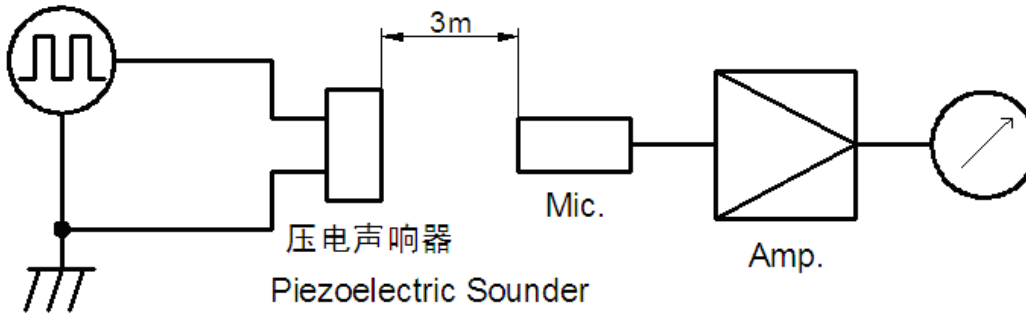 3m
压电声响器
Piezoelectric Sounder
Mic.
Amp.